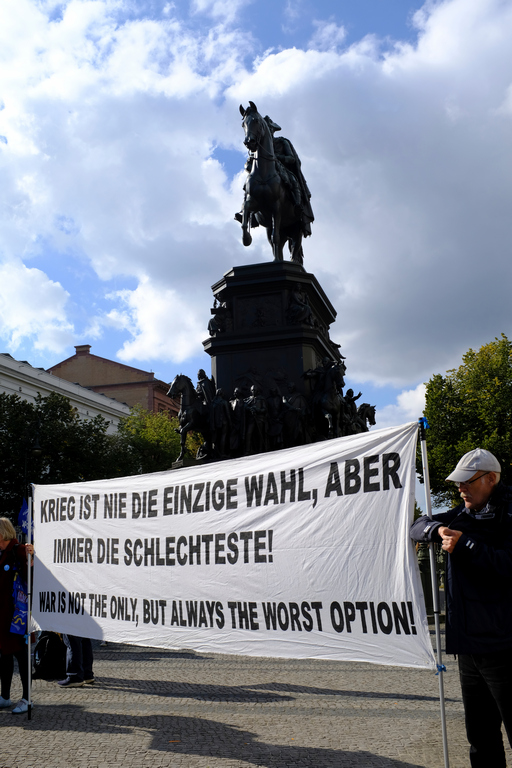 KRIEG IST NIE DIE EINZIGE WAHL, ABER
IMMER DIE SCHLECHTESTE!
WAR IS NOT THE ONLY, BUT ALWAYS THE WORST OPTION!